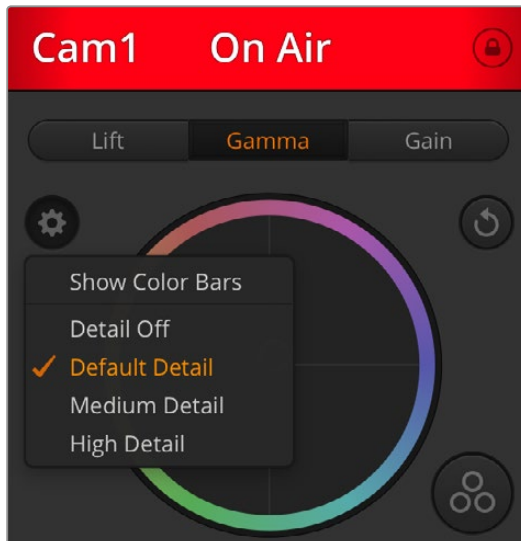 Cam1 On Air
Lift Gamma Gain
Show Color Bars
Detail Off
Default Detail
Medium Detail
High Detail